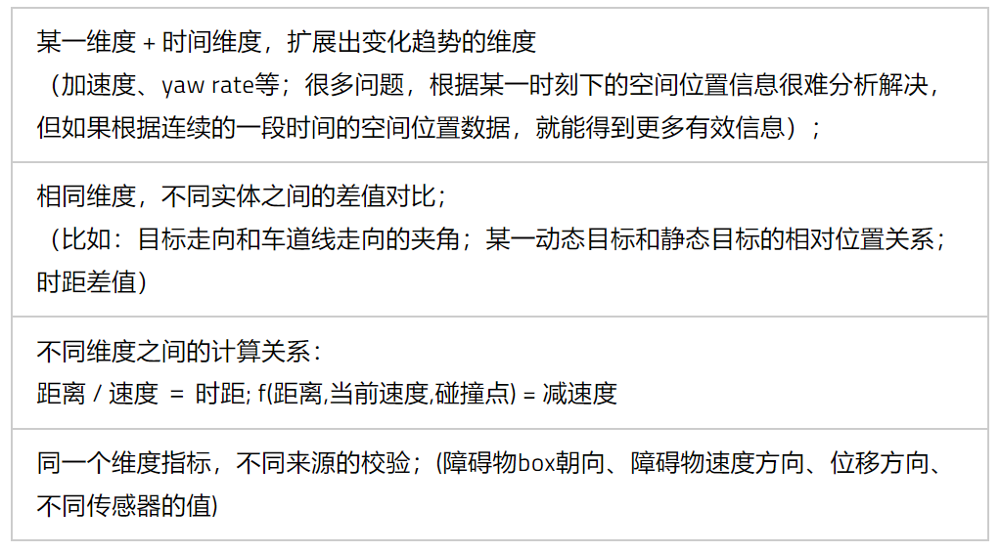 某一维度 + 时间维度，扩展出变化趋势的维度
（加速度、yaw rate等；很多问题，根据某一时刻下的空间位置信息很难分析解决，
但如果根据连续的一段时间的空间位置数据，就能得到更多有效信息）；
相同维度，不同实体之间的差值对比；
（比如：目标走向和车道线走向的夹角；某一动态目标和静态目标的相对位置关系；
时距差值）
不同维度之间的计算关系：
距离 / 速度 ＝ 时距; f(距离,当前速度,碰撞点) = 减速度
同一个维度指标，不同来源的校验；(障碍物box朝向、障碍物速度方向、位移方向、
不同传感器的值)